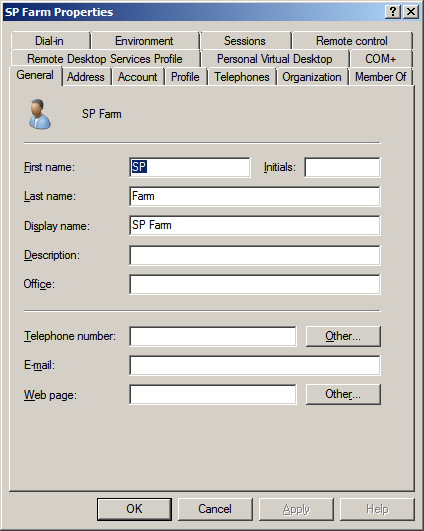 SP Farm Properties
Dial-in Environment Sessions Remote control
Remote Desktop Services Profile Personal Virtual Desktop COM+
General Address Account Profile Telephones Organization Member Of
SP Farm
First name: SP Initials:
Last name: Farm
Display name: SP Farm
Description:
Office:
Telephone number: Other...
E-mail:
Web page: Other...
OK Cancel Apply Help